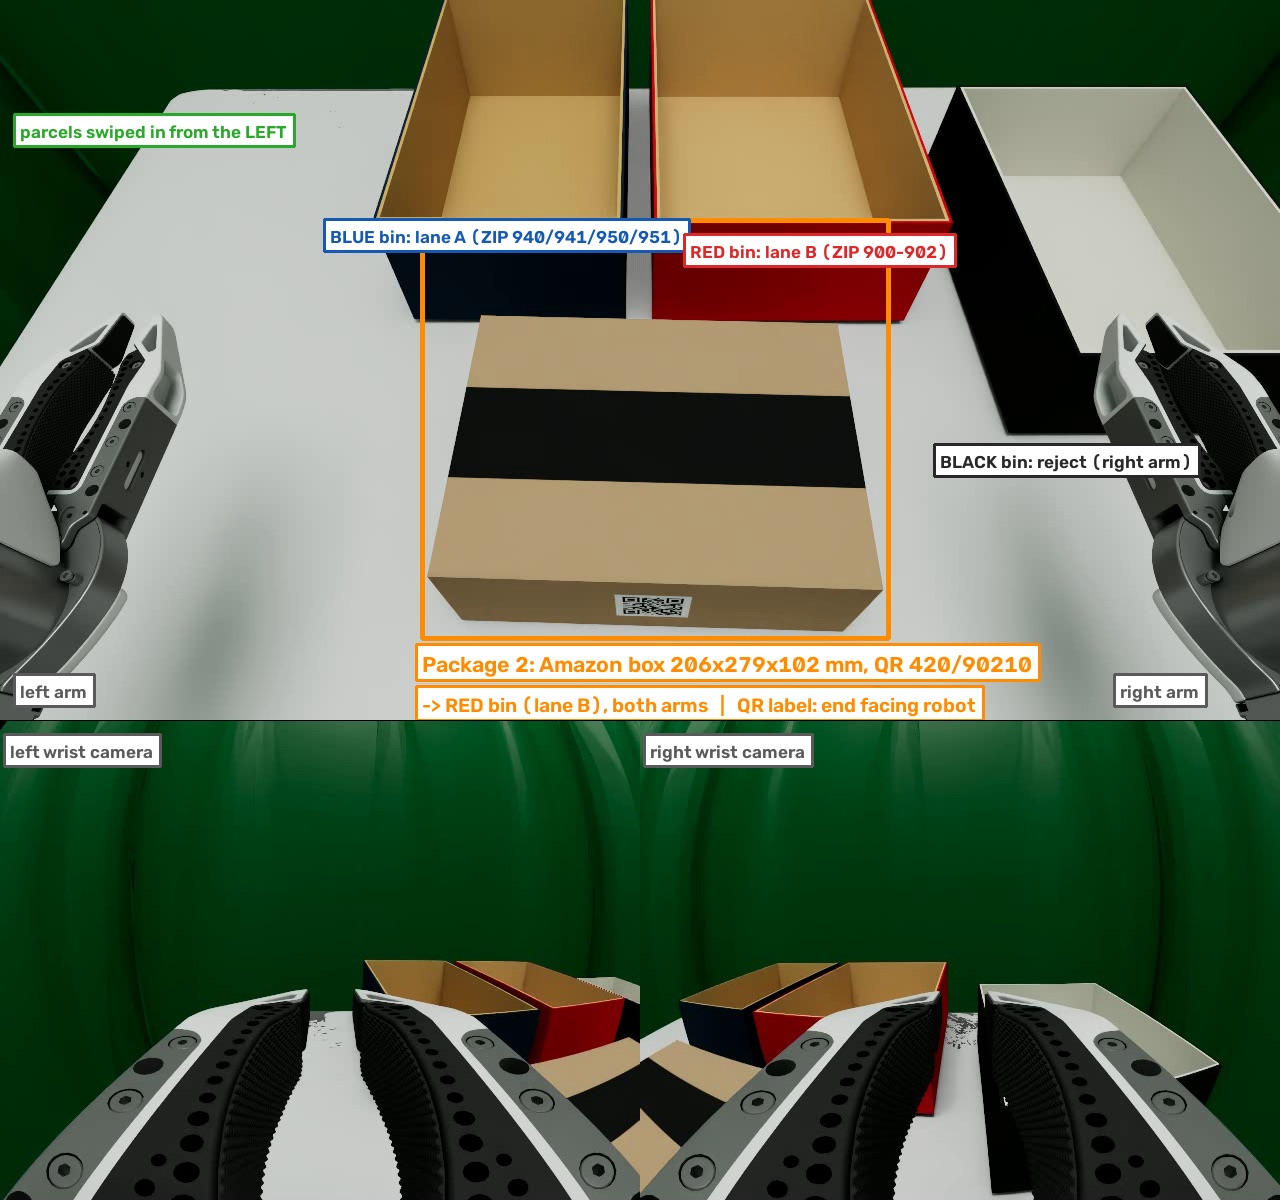 parcels swiped in from the LEFT
BLUE bin: lane A (ZIP 940/941/950/951)
RED bin: lane B (ZIP 900-902)
BLACK bin: reject (right arm)
Package 2: Amazon box 206x279x102 mm, QR 420/90210
-> RED bin (lane B), both arms | QR label: end facing robot
left arm
right arm
left wrist camera
right wrist camera